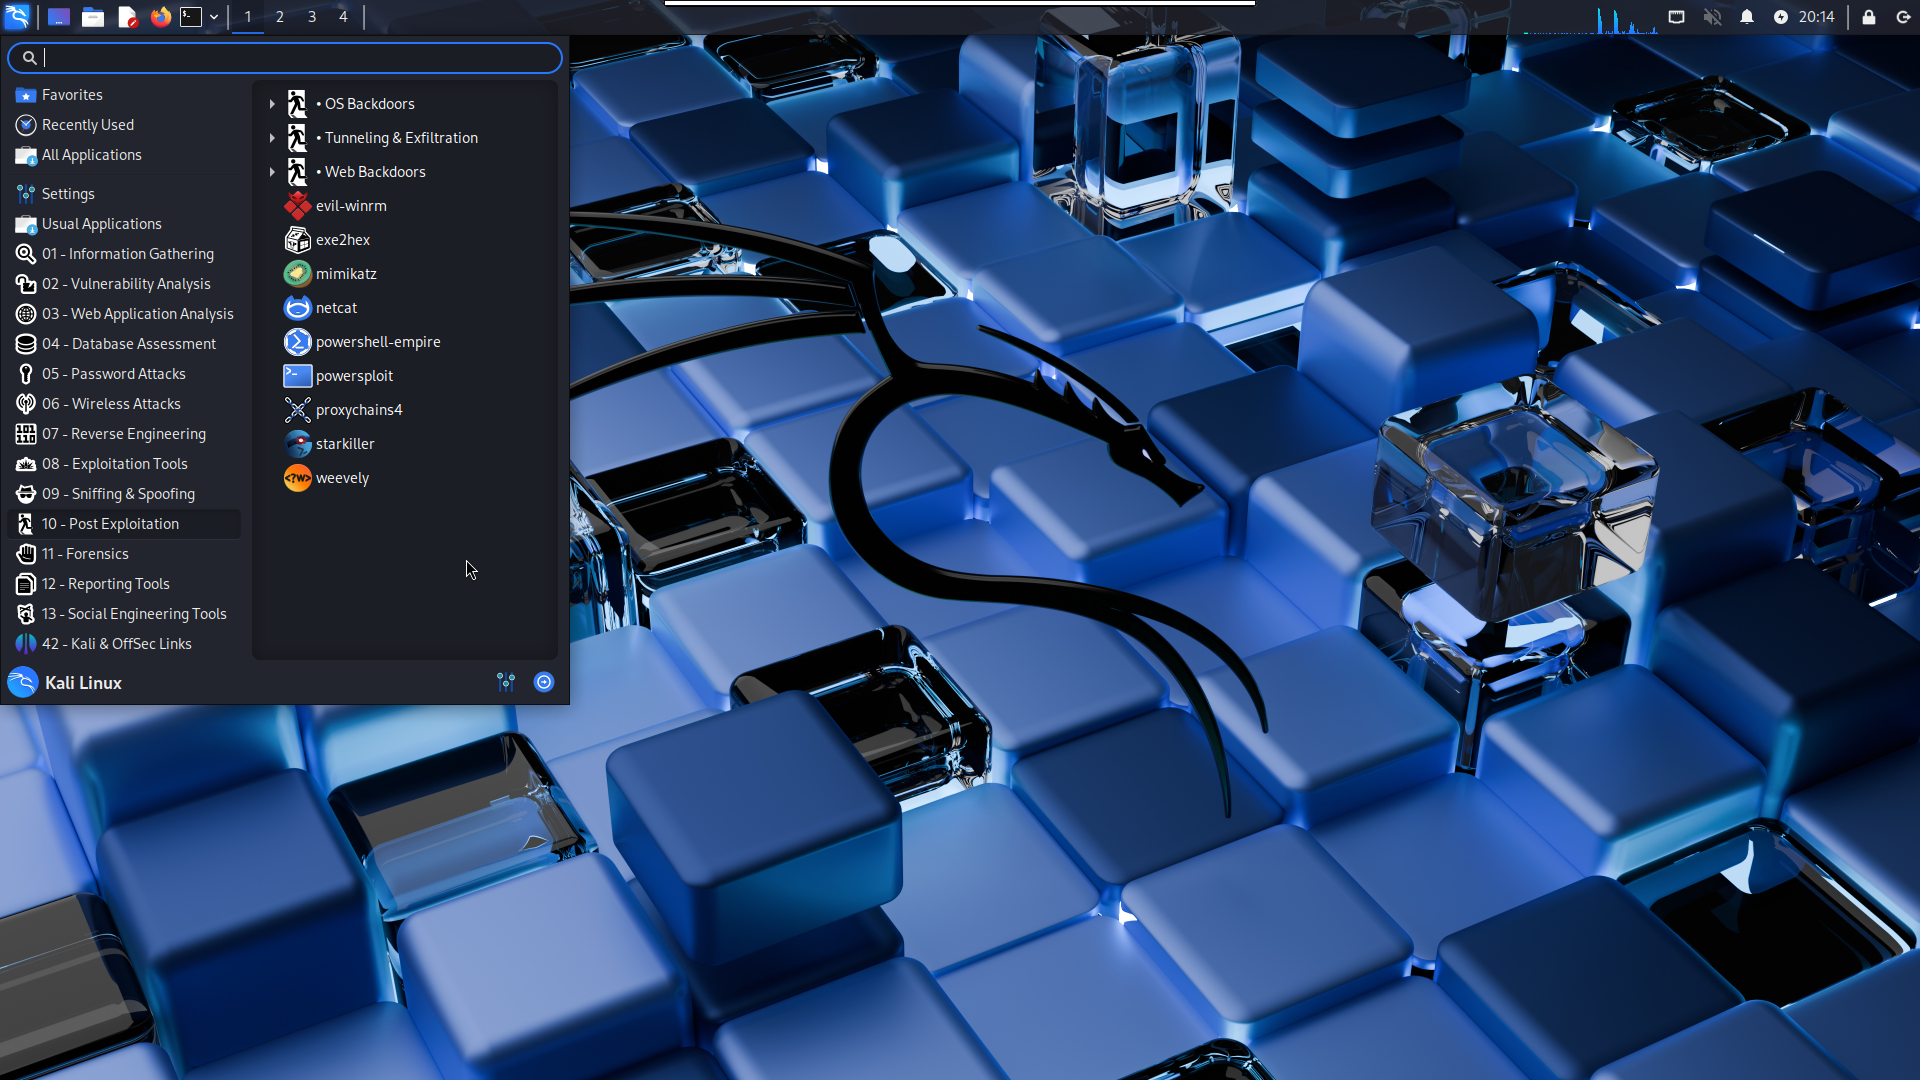 1 2 3 4 20:14
Favorites
Recently Used
All Applications
Settings
Usual Applications
01 - Information Gathering
02 - Vulnerability Analysis
03 - Web Application Analysis
04 - Database Assessment
05 - Password Attacks
06 - Wireless Attacks
07 - Reverse Engineering
08 - Exploitation Tools
09 - Sniffing & Spoofing
10 - Post Exploitation
11 - Forensics
12 - Reporting Tools
13 - Social Engineering Tools
42 - Kali & OffSec Links
• OS Backdoors
• Tunneling & Exfiltration
• Web Backdoors
evil-winrm
exe2hex
mimikatz
netcat
powershell-empire
powersploit
proxychains4
starkiller
<?w>
weevely
Kali Linux